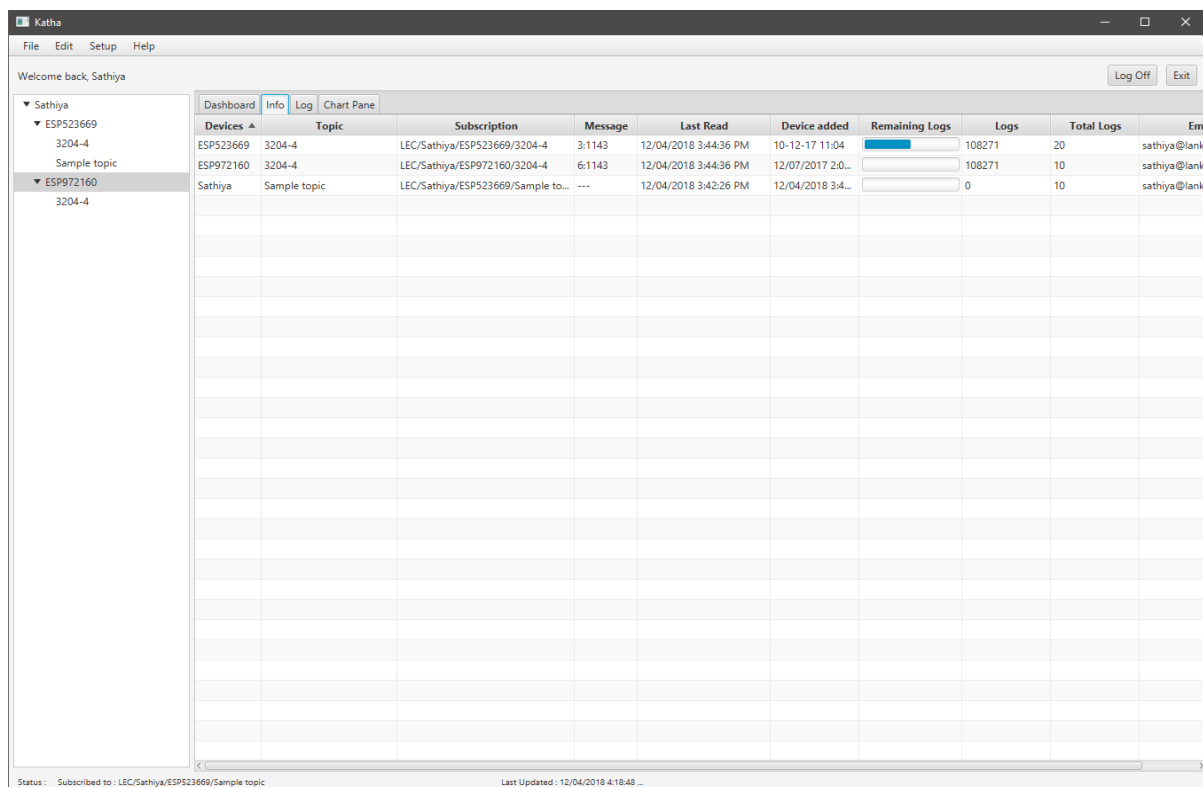 Katha
File Edit Setup Help
Welcome back, Sathiya
Log Off Exit
Sathiya
ESP523669
3204-4
Sample topic
ESP972160
3204-4
Dashboard Info Log Chart Pane
Devices Topic Subscription Message Last Read Device added Remaining Logs Logs Total Logs Em
ESP523669 3204-4 LEC/Sathiya/ESP523669/3204-4 3:1143 12/04/2018 3:44:36 PM 10-12-17 11:04 108271 20 sathiya@lank
ESP972160 3204-4 LEC/Sathiya/ESP972160/3204-4 6:1143 12/04/2018 3:44:36 PM 12/07/2017 2:0... 108271 10 sathiya@lank
Sathiya Sample topic LEC/Sathiya/ESP523669/Sample to... --- 12/04/2018 3:42:26 PM 12/04/2018 3:4... 0 10 sathiya@lank
Status : Subscribed to : LEC/Sathiya/ESP523669/Sample topic Last Updated : 12/04/2018 4:18:48 ...